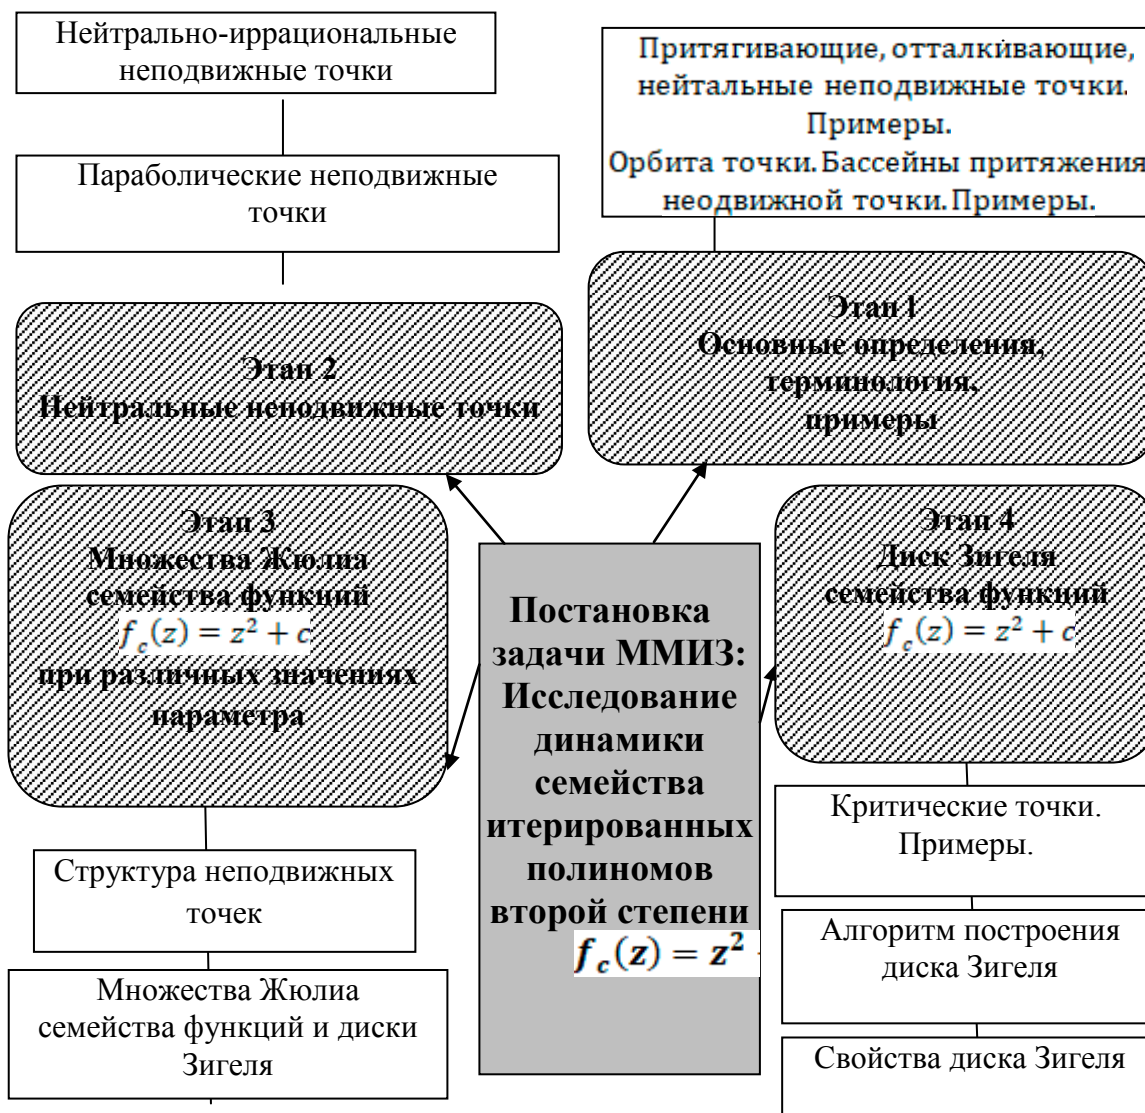 Нейтрально-иррациональные
неподвижные точки
Параболические неподвижные
точки
Притягивающие, отталкивающие,
нейтальные неподвижные точки.
Примеры.
Орбита точки. Бассейны притяжения
неодвижной точки. Примеры.
Этап 2
Нейтральные неподвижные точки
Этап 1
Основные определения,
терминология,
примеры
Этап 3
Множества Жюлиа
семейства функций
f_c(z) = z² + c
при различных значениях
параметра
Постановка
задачи ММИЗ:
Исследование
динамики
семейства
итерированных
полиномов
второй степени
f_c(z) = z²
Этап 4
Диск Зигеля
семейства функций
f_c(z) = z² + c
Структура неподвижных
точек
Множества Жюлиа
семейства функций и диски
Зигеля
Критические точки.
Примеры.
Алгоритм построения
диска Зигеля
Свойства диска Зигеля